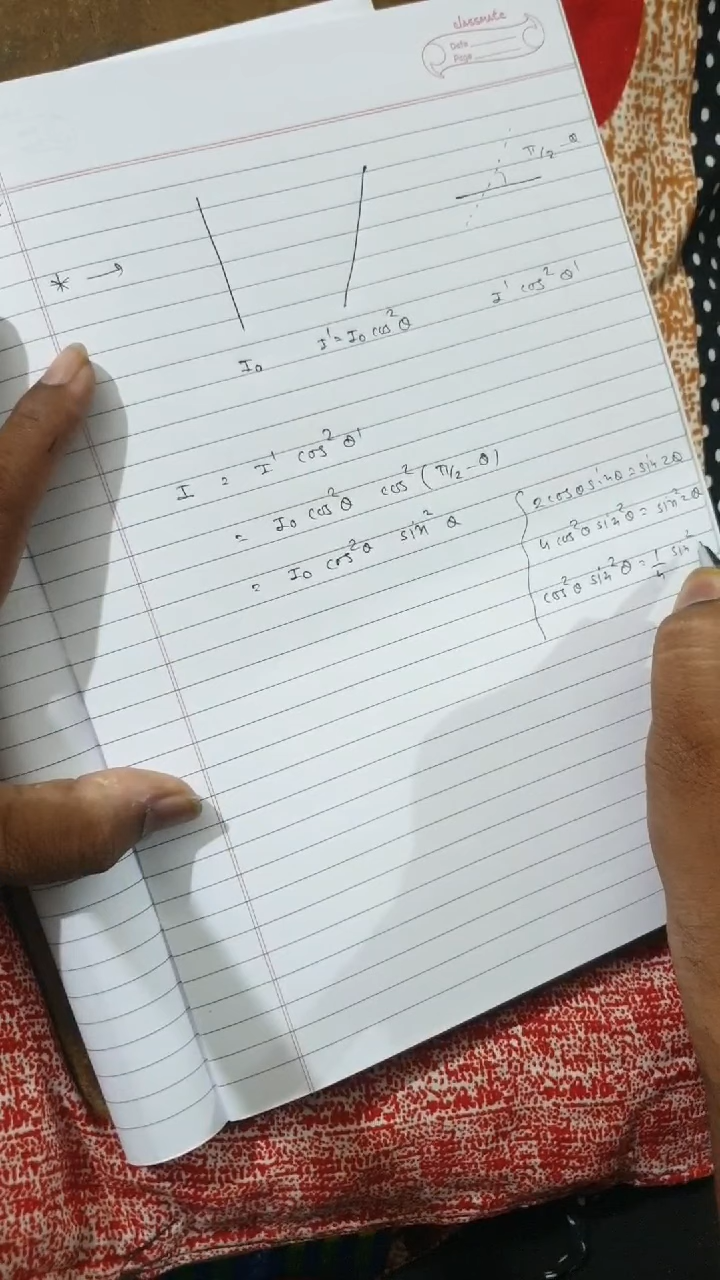 classmate
Date
Page
π/2 - θ
I₀
I' = I₀ cos²θ
I' cos²θ'
I = I' cos²θ'
= I₀ cos²θ cos²(π/2 - θ)
= I₀ cos²θ sin²θ
2 cosθ sinθ = sin 2θ
4 cos²θ sin²θ = sin²2θ
cos²θ sin²θ = 1/4 sin²